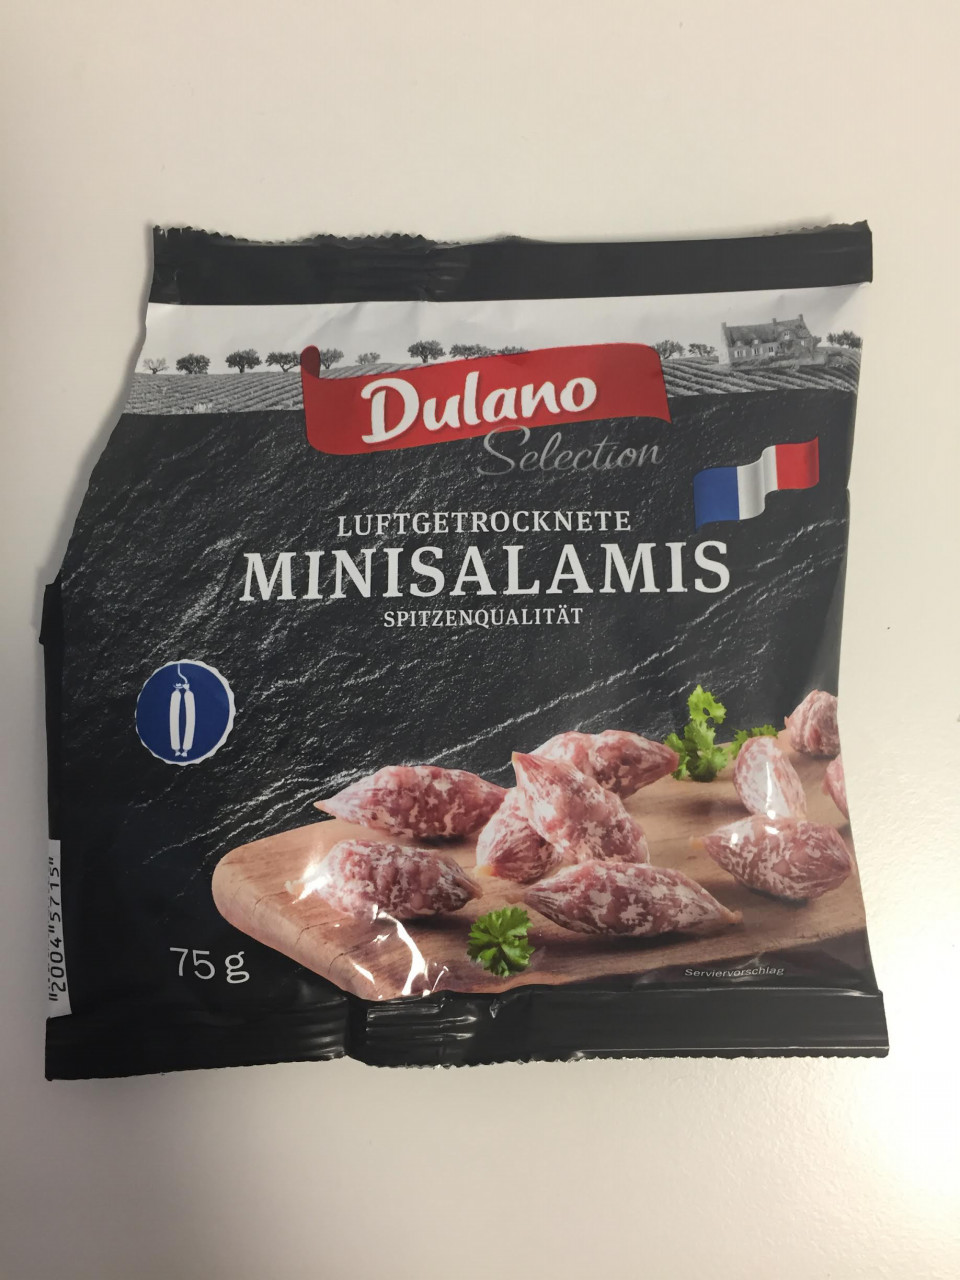 Dulano
Selection
LUFTGETROCKNETE
MINISALAMIS
SPITZENQUALITÄT
75 g
Serviervorschlag
"2004"5715"